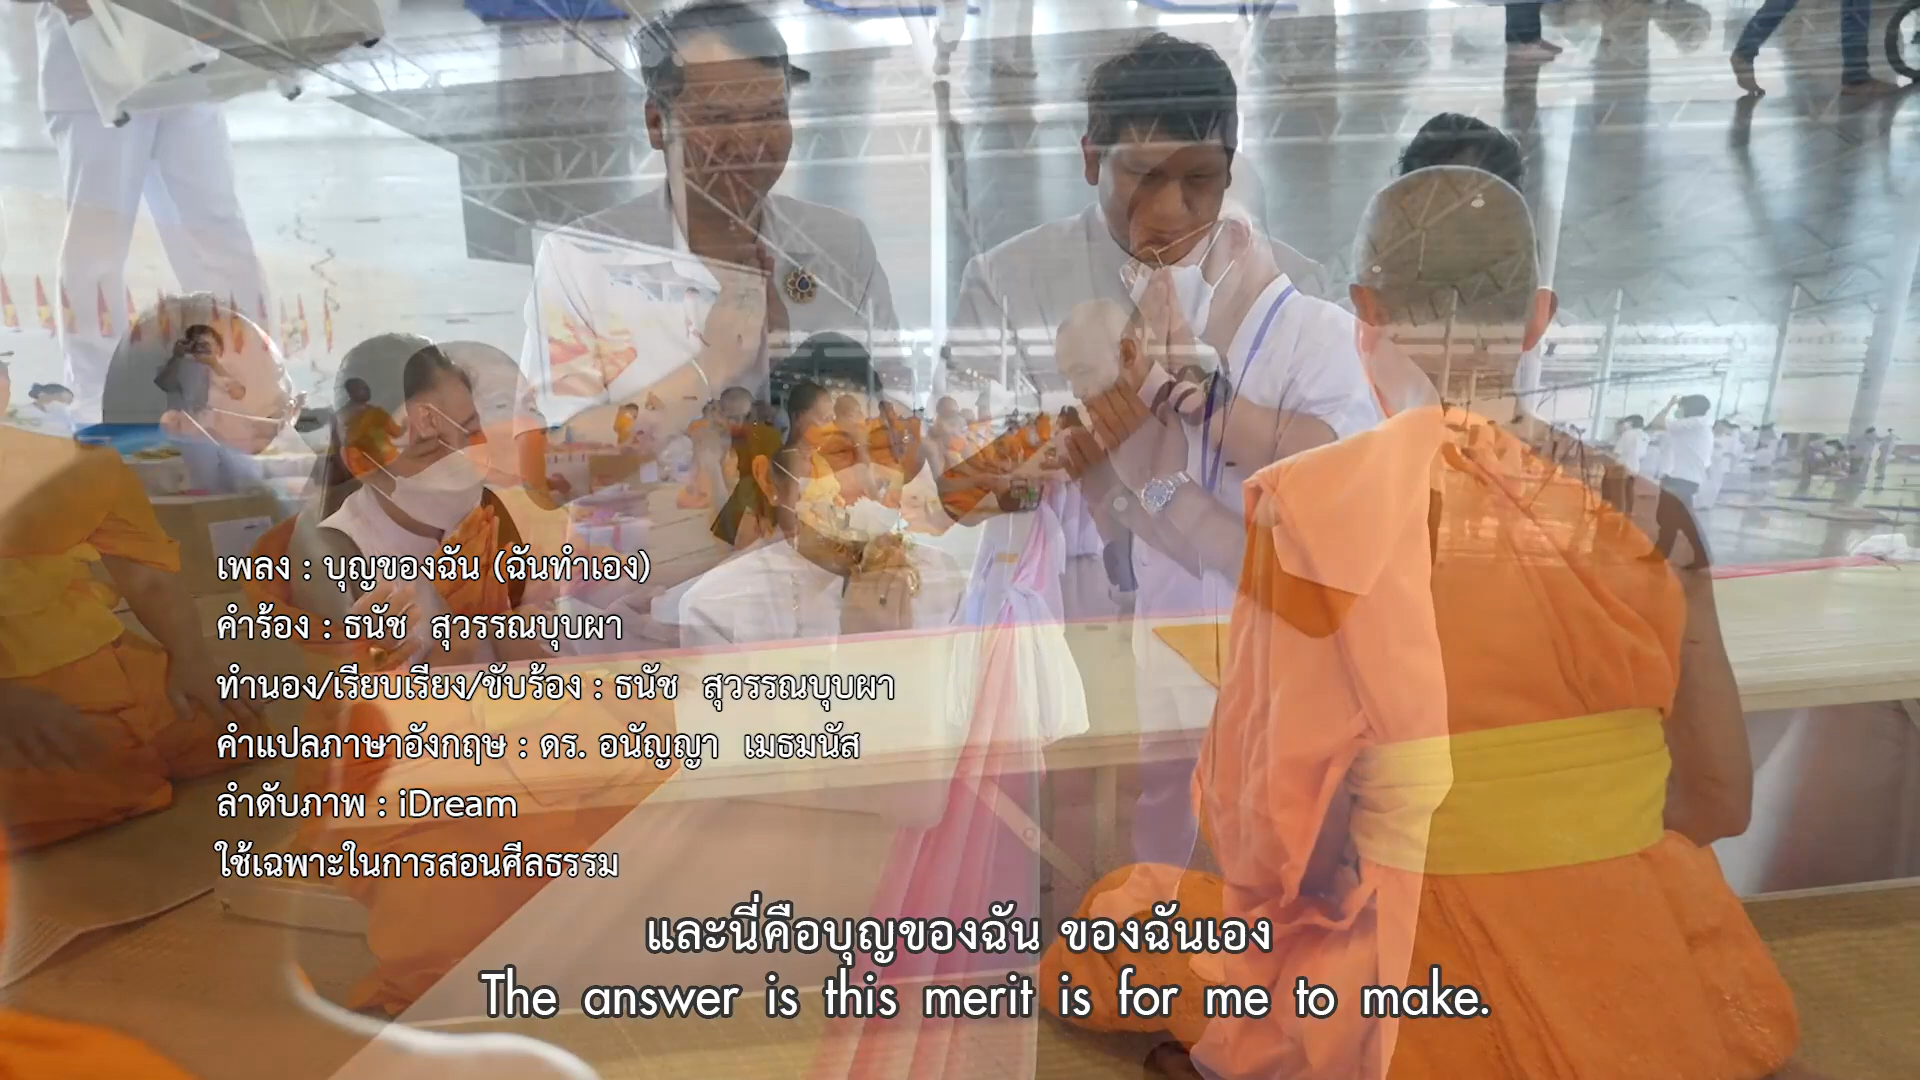 เพลง : บุญของฉัน (ฉันทำเอง)
คำร้อง : ธนัช สุวรรณบุบผา
ทำนอง/เรียบเรียง/ขับร้อง : ธนัช สุวรรณบุบผา
คำแปลภาษาอังกฤษ : ดร. อนัญญา เมธมนัส
ลำดับภาพ : iDream
ใช้เฉพาะในการสอนศีลธรรม
และนี่คือบุญของฉัน ของฉันเอง
The answer is this merit is for me to make.